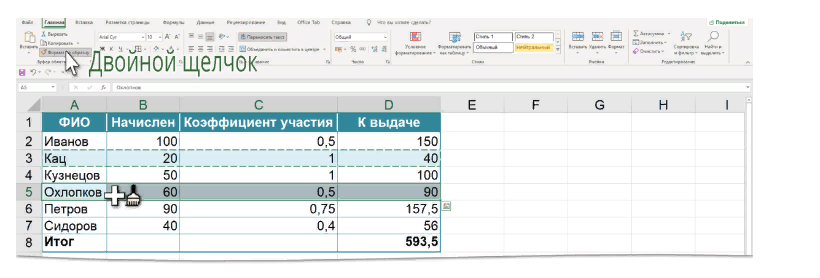 Файл Главная Вставка Разметка страницы Формулы Данные Рецензирование Вид Office Tab Справка Что вы хотите сделать? Поделиться
Вырезать Arial Cyr 10 Переносить текст Общий Стиль 1 Стиль 2
Вставить Копировать Условное форматирование Форматировать как таблицу Обычный Нейтральный Вставить Удалить Формат Автосумма Заполнить Очистить Сортировка и фильтр Найти и выделить
Формат по образцу Объединить и поместить в центре
Двойной щелчок
Число Стили Ячейки Редактирование
A5 Охлопков
A B C D E F G H I
1 ФИО Начислен Коэффициент участия К выдаче
2 Иванов 100 0,5 150
3 Кац 20 1 40
4 Кузнецов 50 1 100
5 Охлопков 60 0,5 90
6 Петров 90 0,75 157,5
7 Сидоров 40 0,4 56
8 Итог 593,5